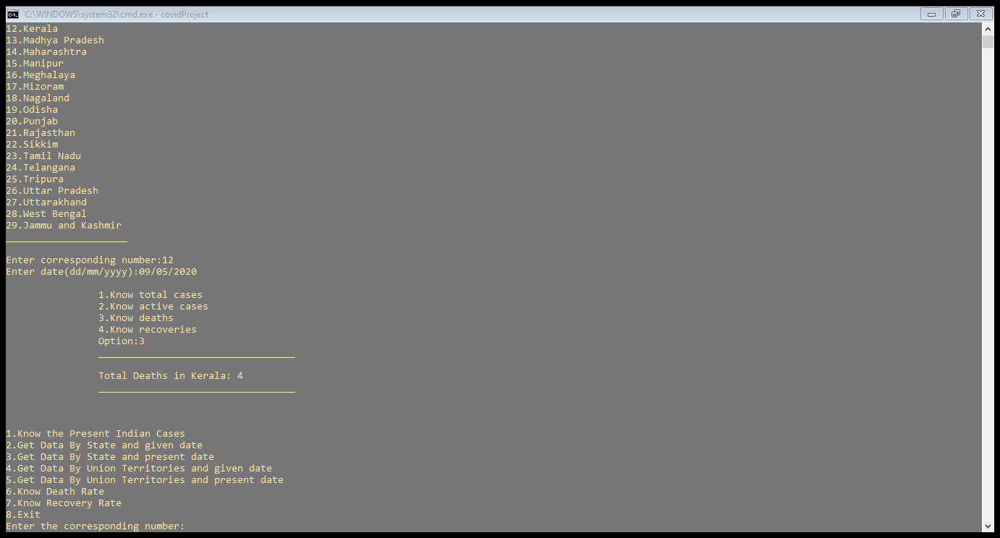 C:\WINDOWS\system32\cmd.exe - covidProject
12.Kerala
13.Madhya Pradesh
14.Maharashtra
15.Manipur
16.Meghalaya
17.Mizoram
18.Nagaland
19.Odisha
20.Punjab
21.Rajasthan
22.Sikkim
23.Tamil Nadu
24.Telangana
25.Tripura
26.Uttar Pradesh
27.Uttarakhand
28.West Bengal
29.Jammu and Kashmir
_____________________
Enter corresponding number:12
Enter date(dd/mm/yyyy):09/05/2020
1.Know total cases
2.Know active cases
3.Know deaths
4.Know recoveries
Option:3
__________________________________
Total Deaths in Kerala: 4
__________________________________
1.Know the Present Indian Cases
2.Get Data By State and given date
3.Get Data By State and present date
4.Get Data By Union Territories and given date
5.Get Data By Union Territories and present date
6.Know Death Rate
7.Know Recovery Rate
8.Exit
Enter the corresponding number: